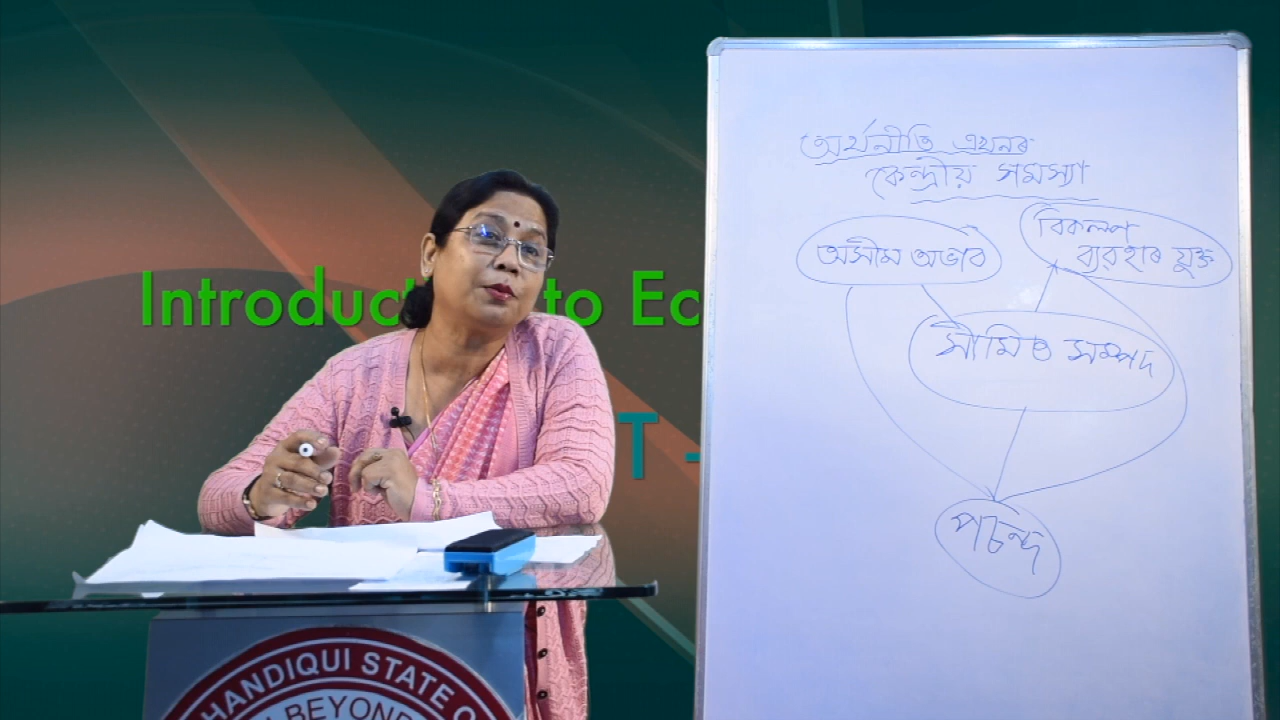 Introduct to Ec
T -
অৰ্থনীতি এখনৰ
কেন্দ্ৰীয় সমস্যা
অসীম অভাৱ
বিকল্প
ব্যৱহাৰ যুক্ত
সীমিত সম্পদ
পচন্দ
HANDIQUI STATE O
BEYOND